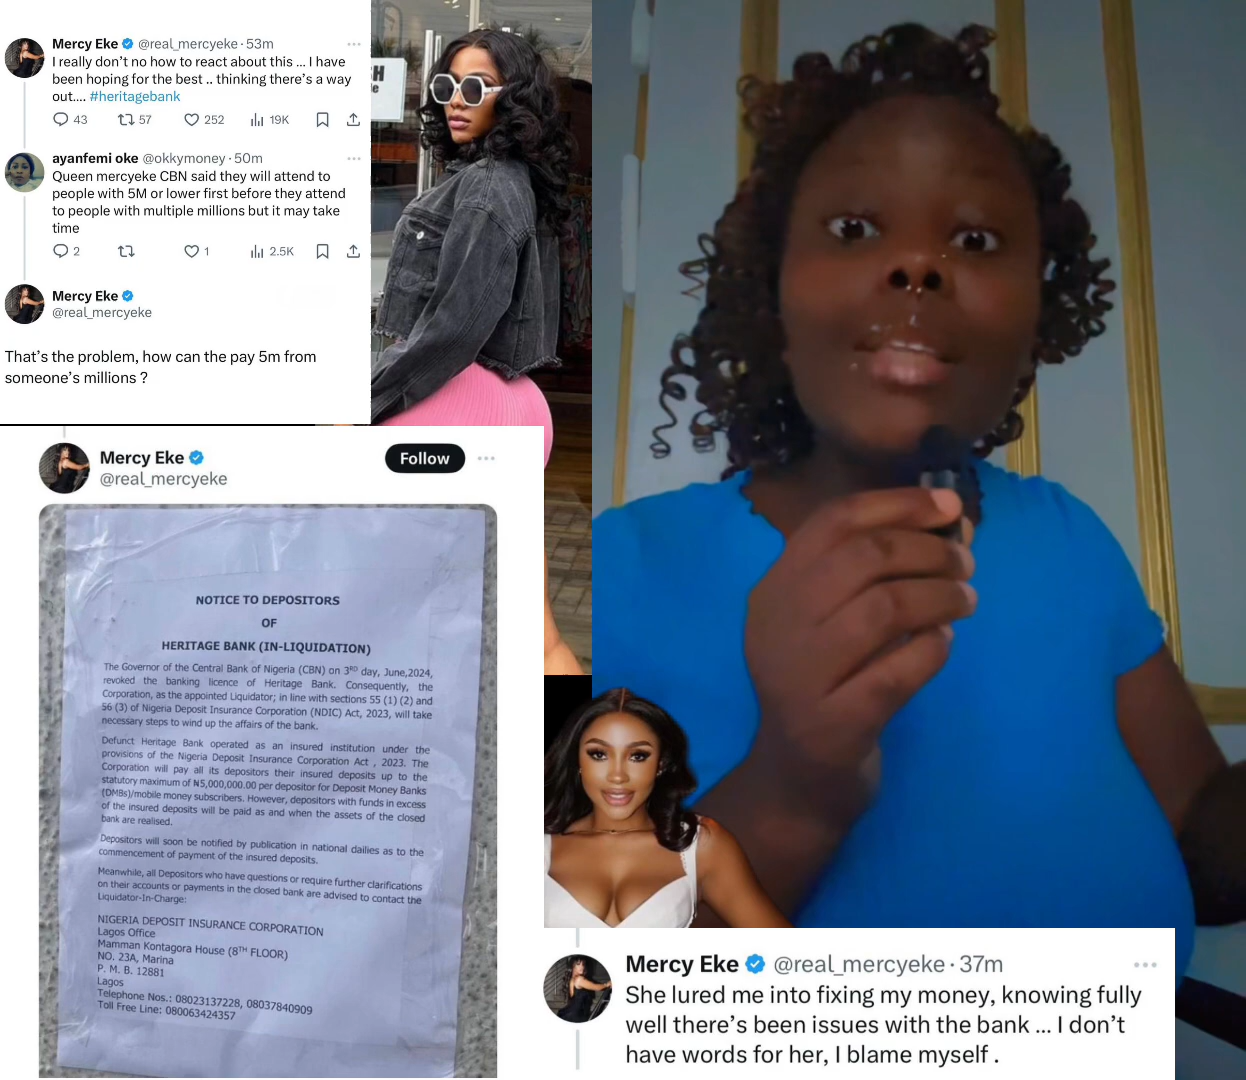 Mercy Eke @real_mercyeke · 53m
I really don't no how to react about this ... I have
been hoping for the best .. thinking there's a way
out.... #heritagebank
43 57 252 19K
ayanfemi oke @okkymoney · 50m
Queen mercyeke CBN said they will attend to
people with 5M or lower first before they attend
to people with multiple millions but it may take
time
2 1 2.5K
Mercy Eke
@real_mercyeke
That's the problem, how can the pay 5m from
someone's millions ?
H
e
Mercy Eke
@real_mercyeke
Follow
NOTICE TO DEPOSITORS
OF
HERITAGE BANK (IN-LIQUIDATION)
The Governor of the Central Bank of Nigeria (CBN) on 3RD day, June,2024,
revoked the banking licence of Heritage Bank. Consequently, the
Corporation, as the appointed Liquidator; in line with sections 55 (1) (2) and
56 (3) of Nigeria Deposit Insurance Corporation (NDIC) Act, 2023, will take
necessary steps to wind up the affairs of the bank.
Defunct Heritage Bank operated as an insured institution under the
provisions of the Nigeria Deposit Insurance Corporation Act , 2023. The
Corporation will pay all its depositors their insured deposits up to the
statutory maximum of ₦5,000,000.00 per depositor for Deposit Money Banks
(DMBs)/mobile money subscribers. However, depositors with funds in excess
of the insured deposits will be paid as and when the assets of the closed
bank are realised.
Depositors will soon be notified by publication in national dailies as to the
commencement of payment of the insured deposits.
Meanwhile, all Depositors who have questions or require further clarifications
on their accounts or payments in the closed bank are advised to contact the
Liquidator-In-Charge:
NIGERIA DEPOSIT INSURANCE CORPORATION
Lagos Office
Mamman Kontagora House (8TH FLOOR)
NO. 23A, Marina
P. M. B. 12881
Lagos
Telephone Nos.: 08023137228, 08037840909
Toll Free Line: 080063424357
Mercy Eke @real_mercyeke · 37m
She lured me into fixing my money, knowing fully
well there's been issues with the bank ... I don't
have words for her, I blame myself .